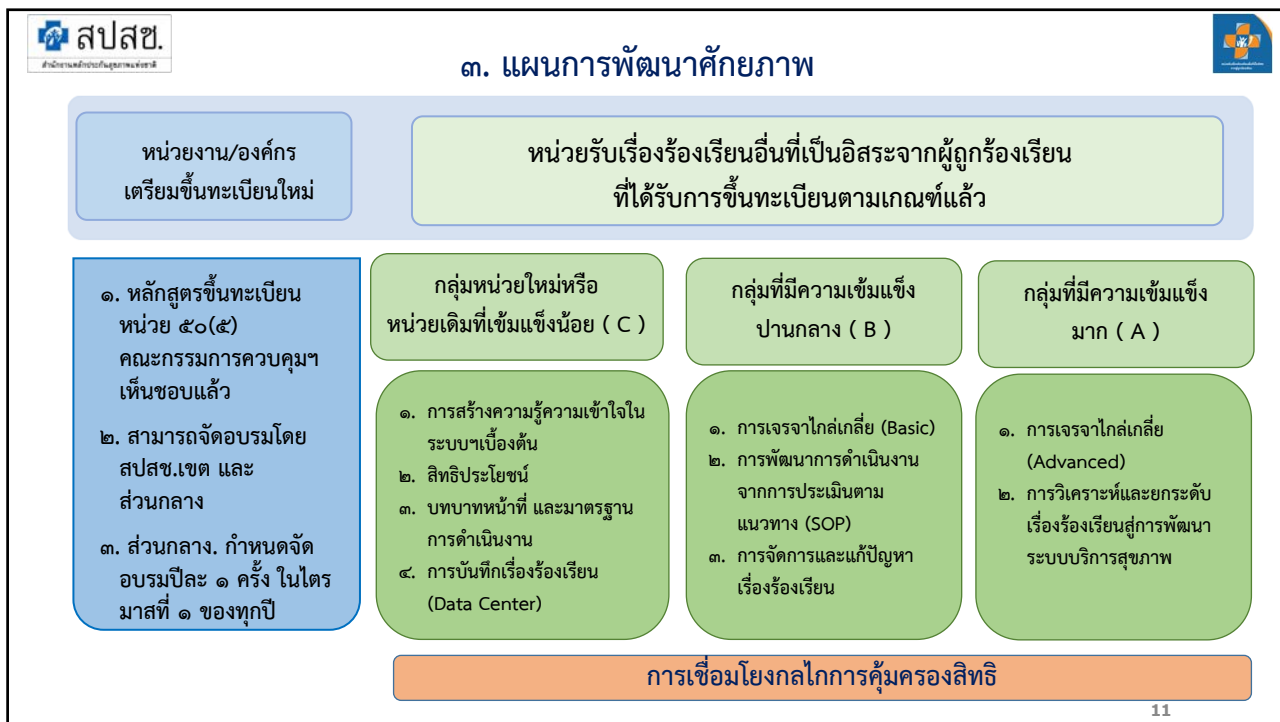 สปสช.
สำนักงานหลักประกันสุขภาพแห่งชาติ
๓. แผนการพัฒนาศักยภาพ
หน่วยงาน/องค์กร
เตรียมขึ้นทะเบียนใหม่
หน่วยรับเรื่องร้องเรียนอื่นที่เป็นอิสระจากผู้ถูกร้องเรียน
ที่ได้รับการขึ้นทะเบียนตามเกณฑ์แล้ว
๑. หลักสูตรขึ้นทะเบียน
หน่วย ๕๐(๕)
คณะกรรมการควบคุมฯ
เห็นชอบแล้ว
๒. สามารถจัดอบรมโดย
สปสช.เขต และ
ส่วนกลาง
๓. ส่วนกลาง. กำหนดจัด
อบรมปีละ ๑ ครั้ง ในไตร
มาสที่ ๑ ของทุกปี
กลุ่มหน่วยใหม่หรือ
หน่วยเดิมที่เข้มแข็งน้อย ( C )
๑. การสร้างความรู้ความเข้าใจใน
ระบบฯเบื้องต้น
๒. สิทธิประโยชน์
๓. บทบาทหน้าที่ และมาตรฐาน
การดำเนินงาน
๔. การบันทึกเรื่องร้องเรียน
(Data Center)
กลุ่มที่มีความเข้มแข็ง
ปานกลาง ( B )
๑. การเจรจาไกล่เกลี่ย (Basic)
๒. การพัฒนาการดำเนินงาน
จากการประเมินตาม
แนวทาง (SOP)
๓. การจัดการและแก้ปัญหา
เรื่องร้องเรียน
กลุ่มที่มีความเข้มแข็ง
มาก ( A )
๑. การเจรจาไกล่เกลี่ย
(Advanced)
๒. การวิเคราะห์และยกระดับ
เรื่องร้องเรียนสู่การพัฒนา
ระบบบริการสุขภาพ
การเชื่อมโยงกลไกการคุ้มครองสิทธิ
11